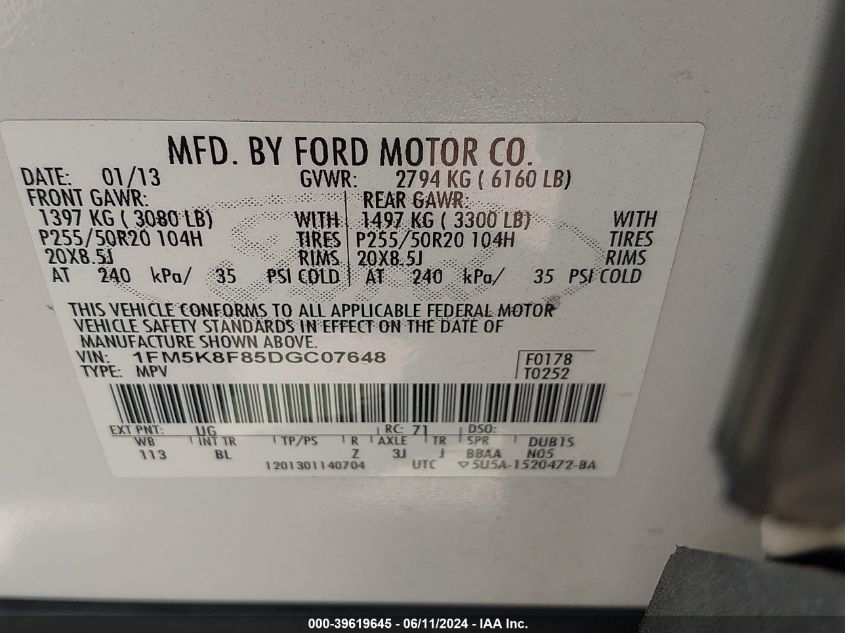 MFD. BY FORD MOTOR CO.
DATE: 01/13 GVWR: 2794 KG ( 6160 LB)
FRONT GAWR: REAR GAWR:
1397 KG ( 3080 LB) WITH 1497 KG ( 3300 LB) WITH
P255/50R20 104H TIRES P255/50R20 104H TIRES
20X8.5J RIMS 20X8.5J RIMS
AT 240 kPa/ 35 PSI COLD AT 240 kPa/ 35 PSI COLD
THIS VEHICLE CONFORMS TO ALL APPLICABLE FEDERAL MOTOR
VEHICLE SAFETY STANDARDS IN EFFECT ON THE DATE OF
MANUFACTURE SHOWN ABOVE.
VIN: 1FM5K8F85DGC07648 F0178
TYPE: MPV T0252
EXT PNT: UG RC: 71 DSO:
WB INT TR TP/PS R AXLE TR SPR DUB1S
113 BL Z 3J J BBAA N05
1201301140704 UTC ▽5U5A-1520472-BA
000-39619645 - 06/11/2024 - IAA Inc.